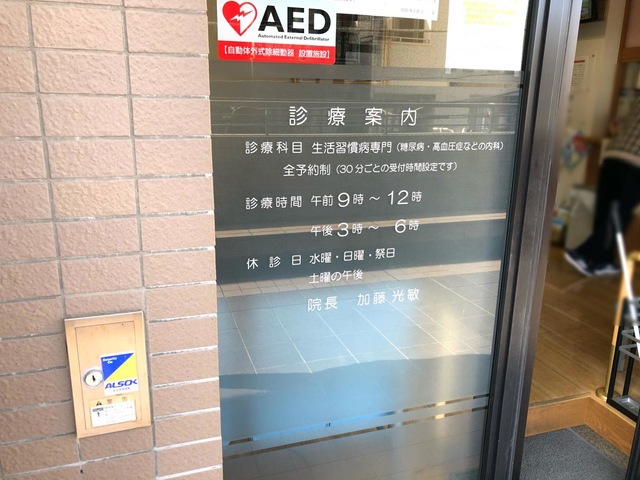 AED
Automated External Defibrillator
【自動体外式除細動器 設置施設】
診療案内
診療科目 生活習慣病専門（糖尿病・高血圧症などの内科）
全予約制（30分ごとの受付時間設定です）
診療時間 午前9時～12時
午後3時～6時
休診日 水曜・日曜・祭日
土曜の午後
院長 加藤光敏
ALSOK